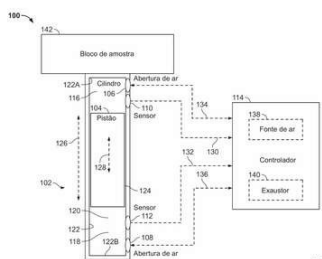 100
142
Bloco de amostra
122A
Cilindro
Abertura de ar
116
106
114
104
110
134
138
Pistão
Sensor
Fonte de ar
126
132
130
128
Controlador
136
102
124
140
Sensor
Exaustor
120
112
122
108
118
122B
Abertura de ar